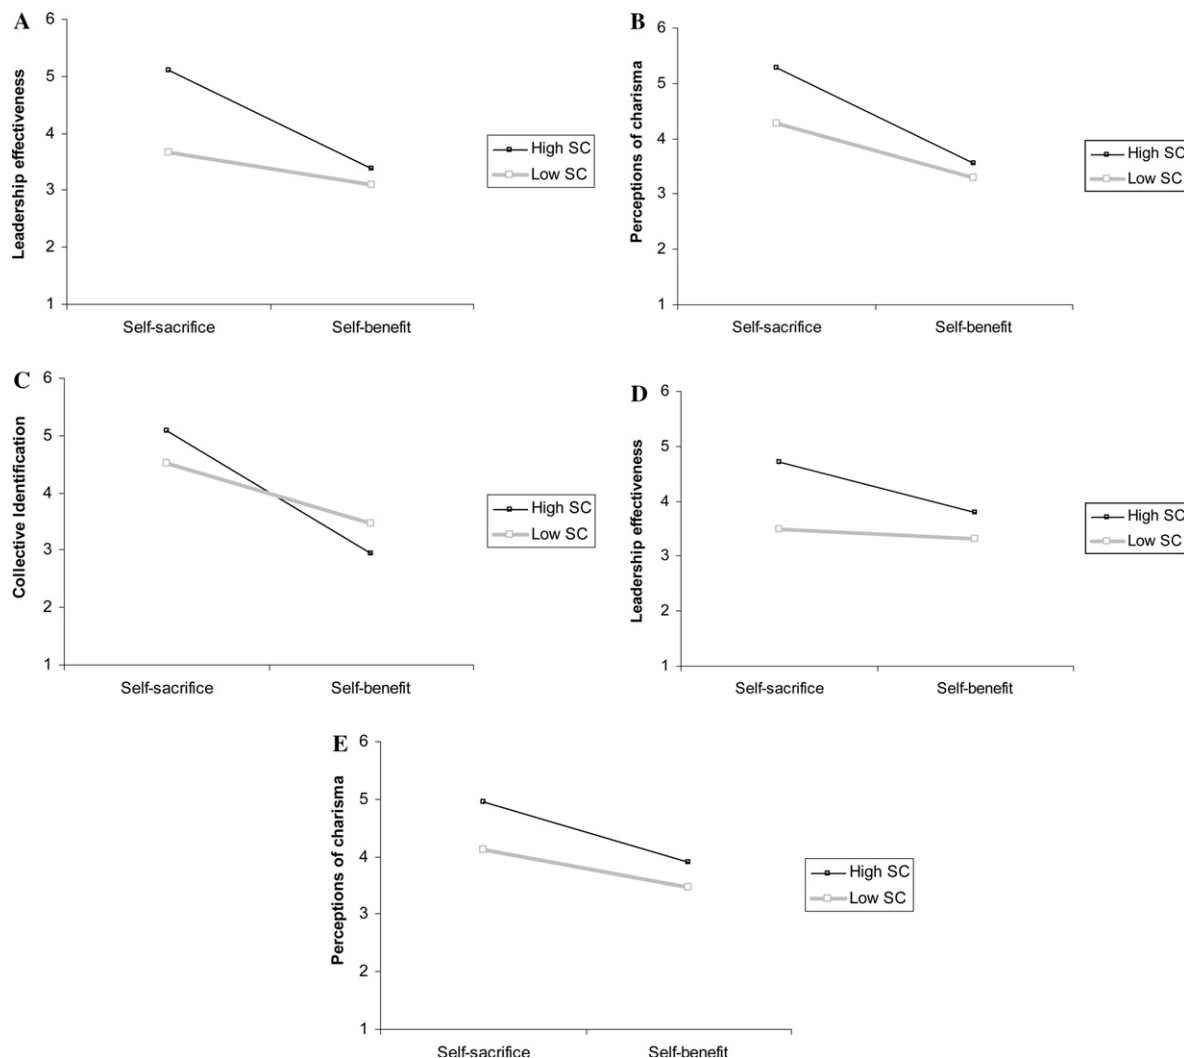 A
Leadership effectiveness
6
5
4
3
2
1
Self-sacrifice Self-benefit
High SC
Low SC
B
Perceptions of charisma
6
5
4
3
2
1
Self-sacrifice Self-benefit
High SC
Low SC
C
Collective Identification
6
5
4
3
2
1
Self-sacrifice Self-benefit
High SC
Low SC
D
Leadership effectiveness
6
5
4
3
2
1
Self-sacrifice Self-benefit
High SC
Low SC
E
Perceptions of charisma
6
5
4
3
2
1
Self-sacrifice Self-benefit
High SC
Low SC